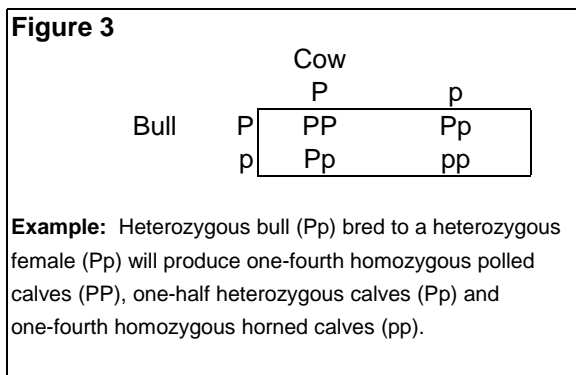 Figure 3
Cow
P p
Bull P PP Pp
p Pp pp
Example: Heterozygous bull (Pp) bred to a heterozygous
female (Pp) will produce one-fourth homozygous polled
calves (PP), one-half heterozygous calves (Pp) and
one-fourth homozygous horned calves (pp).